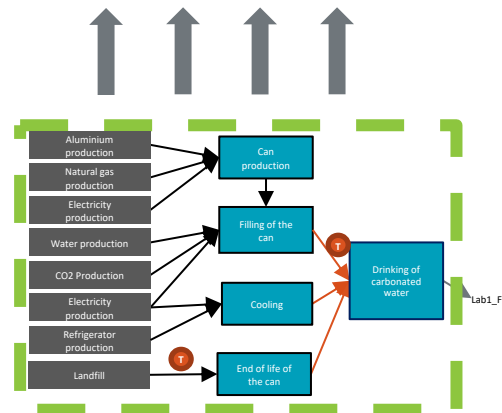 Aluminium
production
Natural gas
production
Electricity
production
Water production
CO2 Production
Electricity
production
Refrigerator
production
Landfill
T
Can
production
Filling of the
can
Cooling
End of life of
the can
T
Drinking of
carbonated
water
Lab1_F